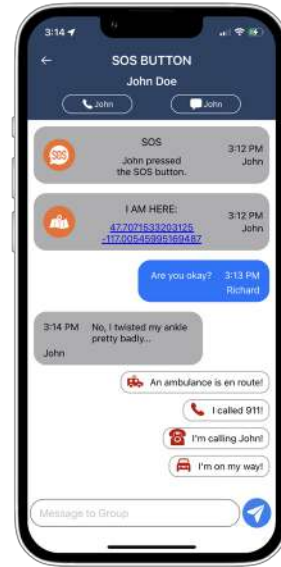 3:14
SOS BUTTON
John Doe
John
John
SOS
SOS
3:12 PM
John pressed
John
the SOS button.
I AM HERE:
3:12 PM
47.7071533203125
John
-117.00545995169487
Are you okay? 3:13 PM
Richard
3:14 PM No, I twisted my ankle
pretty badly...
John
An ambulance is en route!
I called 911!
I'm calling John!
I'm on my way!
Message to Group